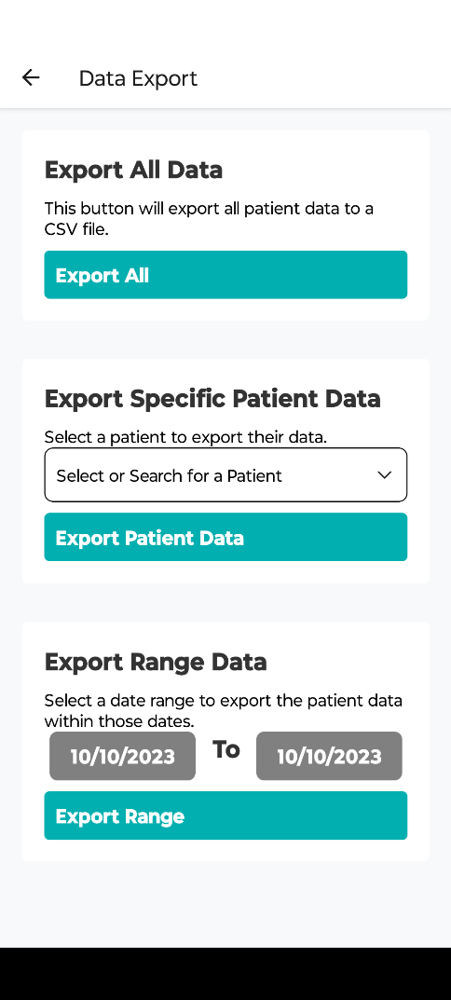 Data Export
Export All Data
This button will export all patient data to a
CSV file.
Export All
Export Specific Patient Data
Select a patient to export their data.
Select or Search for a Patient
Export Patient Data
Export Range Data
Select a date range to export the patient data
within those dates.
10/10/2023 To 10/10/2023
Export Range